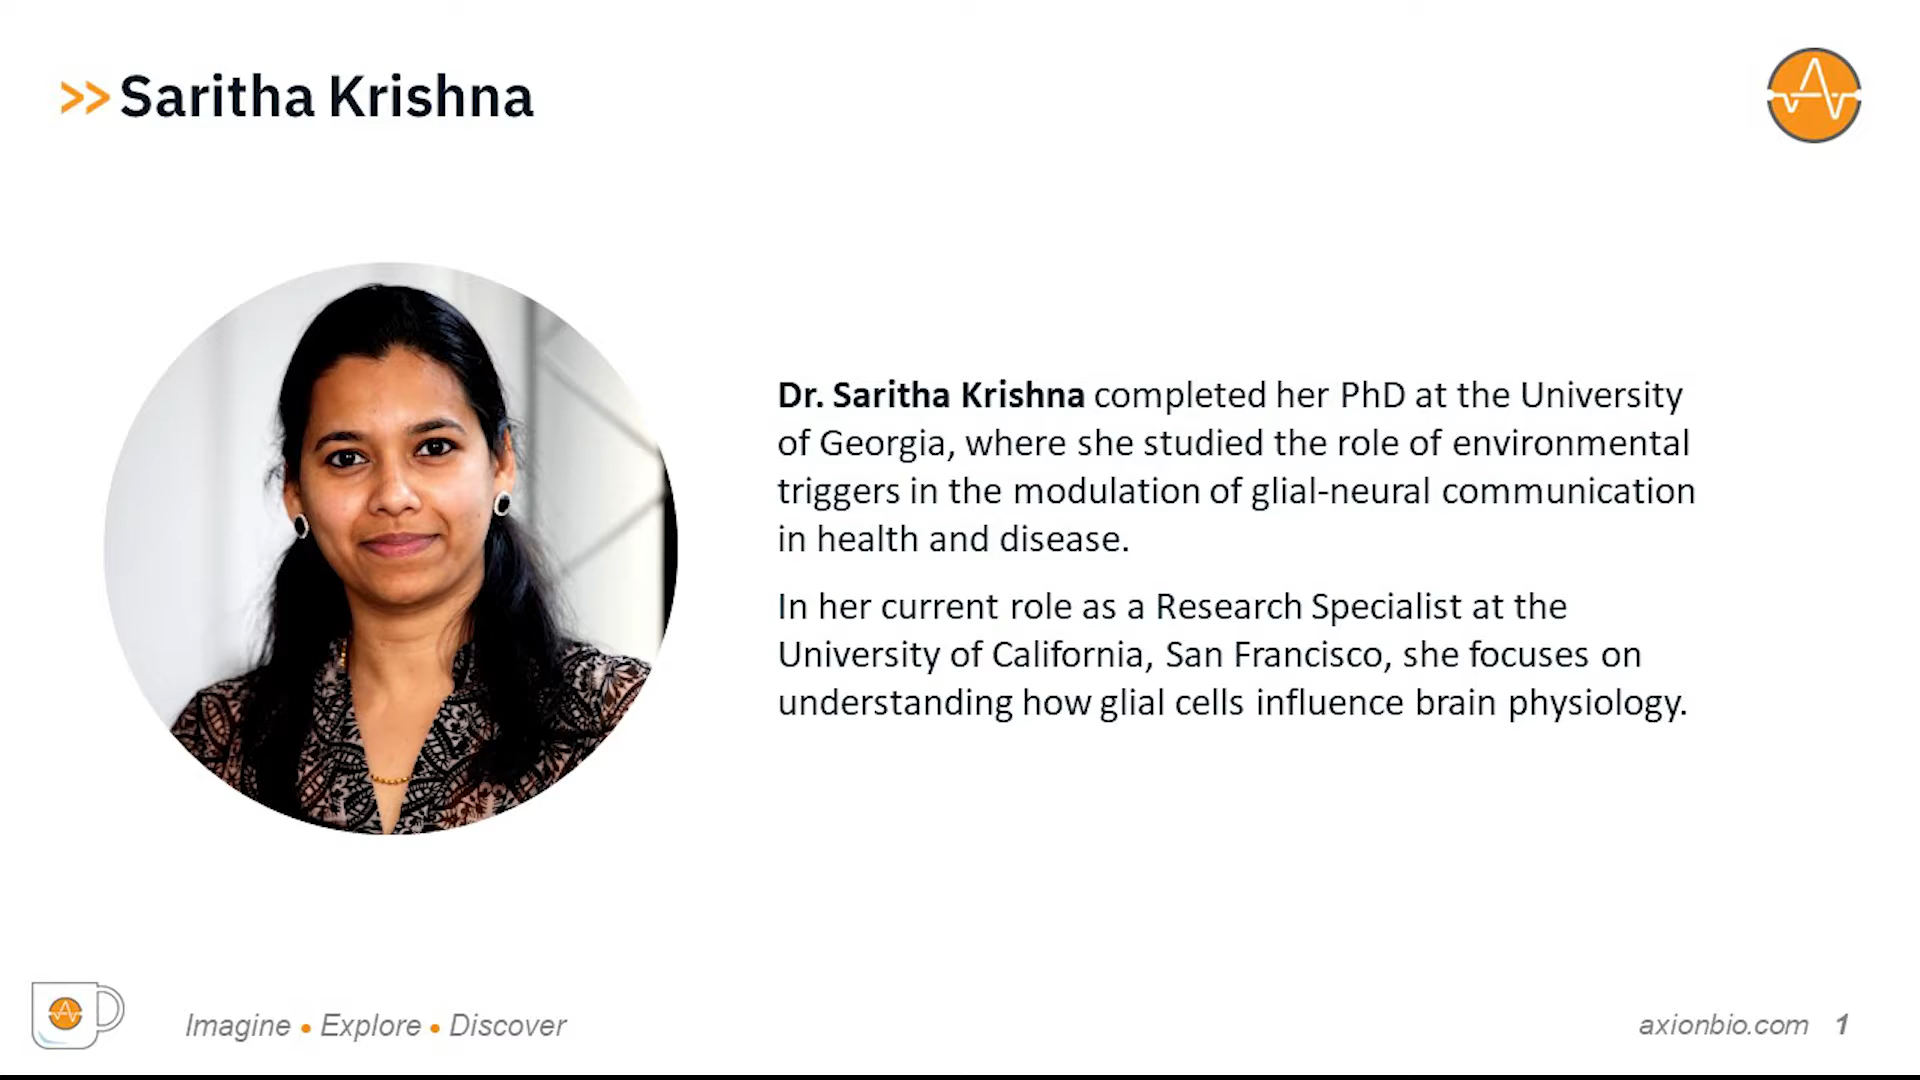 >> Saritha Krishna
Dr. Saritha Krishna completed her PhD at the University
of Georgia, where she studied the role of environmental
triggers in the modulation of glial-neural communication
in health and disease.
In her current role as a Research Specialist at the
University of California, San Francisco, she focuses on
understanding how glial cells influence brain physiology.
Imagine • Explore • Discover
axionbio.com 1